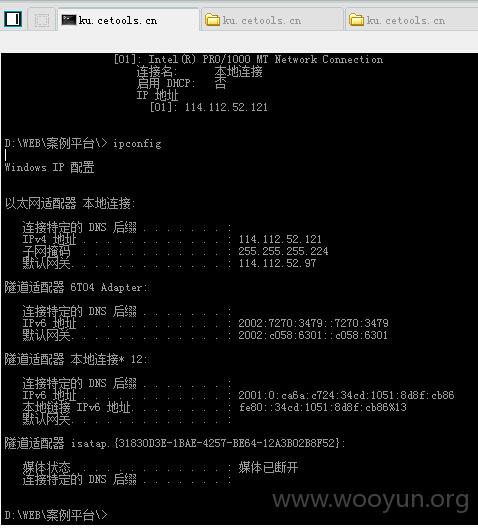 ku.cetools.cn ku.cetools.cn ku.cetools.cn
[01]: Intel(R) PRO/1000 MT Network Connection
连接名: 本地连接
启用 DHCP: 否
IP 地址
[01]: 114.112.52.121
D:\WEB\案例平台\> ipconfig
Windows IP 配置
以太网适配器 本地连接:
连接特定的 DNS 后缀 . . . . . . . :
IPv4 地址 . . . . . . . . . . . . : 114.112.52.121
子网掩码 . . . . . . . . . . . . : 255.255.255.224
默认网关. . . . . . . . . . . . . : 114.112.52.97
隧道适配器 6TO4 Adapter:
连接特定的 DNS 后缀 . . . . . . . :
IPv6 地址 . . . . . . . . . . . . : 2002:7270:3479::7270:3479
默认网关. . . . . . . . . . . . . : 2002:c058:6301::c058:6301
隧道适配器 本地连接* 12:
连接特定的 DNS 后缀 . . . . . . . :
IPv6 地址 . . . . . . . . . . . . : 2001:0:ca6a:c724:34cd:1051:8d8f:cb86
本地链接 IPv6 地址. . . . . . . . : fe80::34cd:1051:8d8f:cb86%13
默认网关. . . . . . . . . . . . . :
隧道适配器 isatap.{31830D3E-1BAE-4257-BE64-12A3B02B8F52}:
媒体状态 . . . . . . . . . . . . : 媒体已断开
连接特定的 DNS 后缀 . . . . . . . :
www.wooyun.org
D:\WEB\案例平台\>